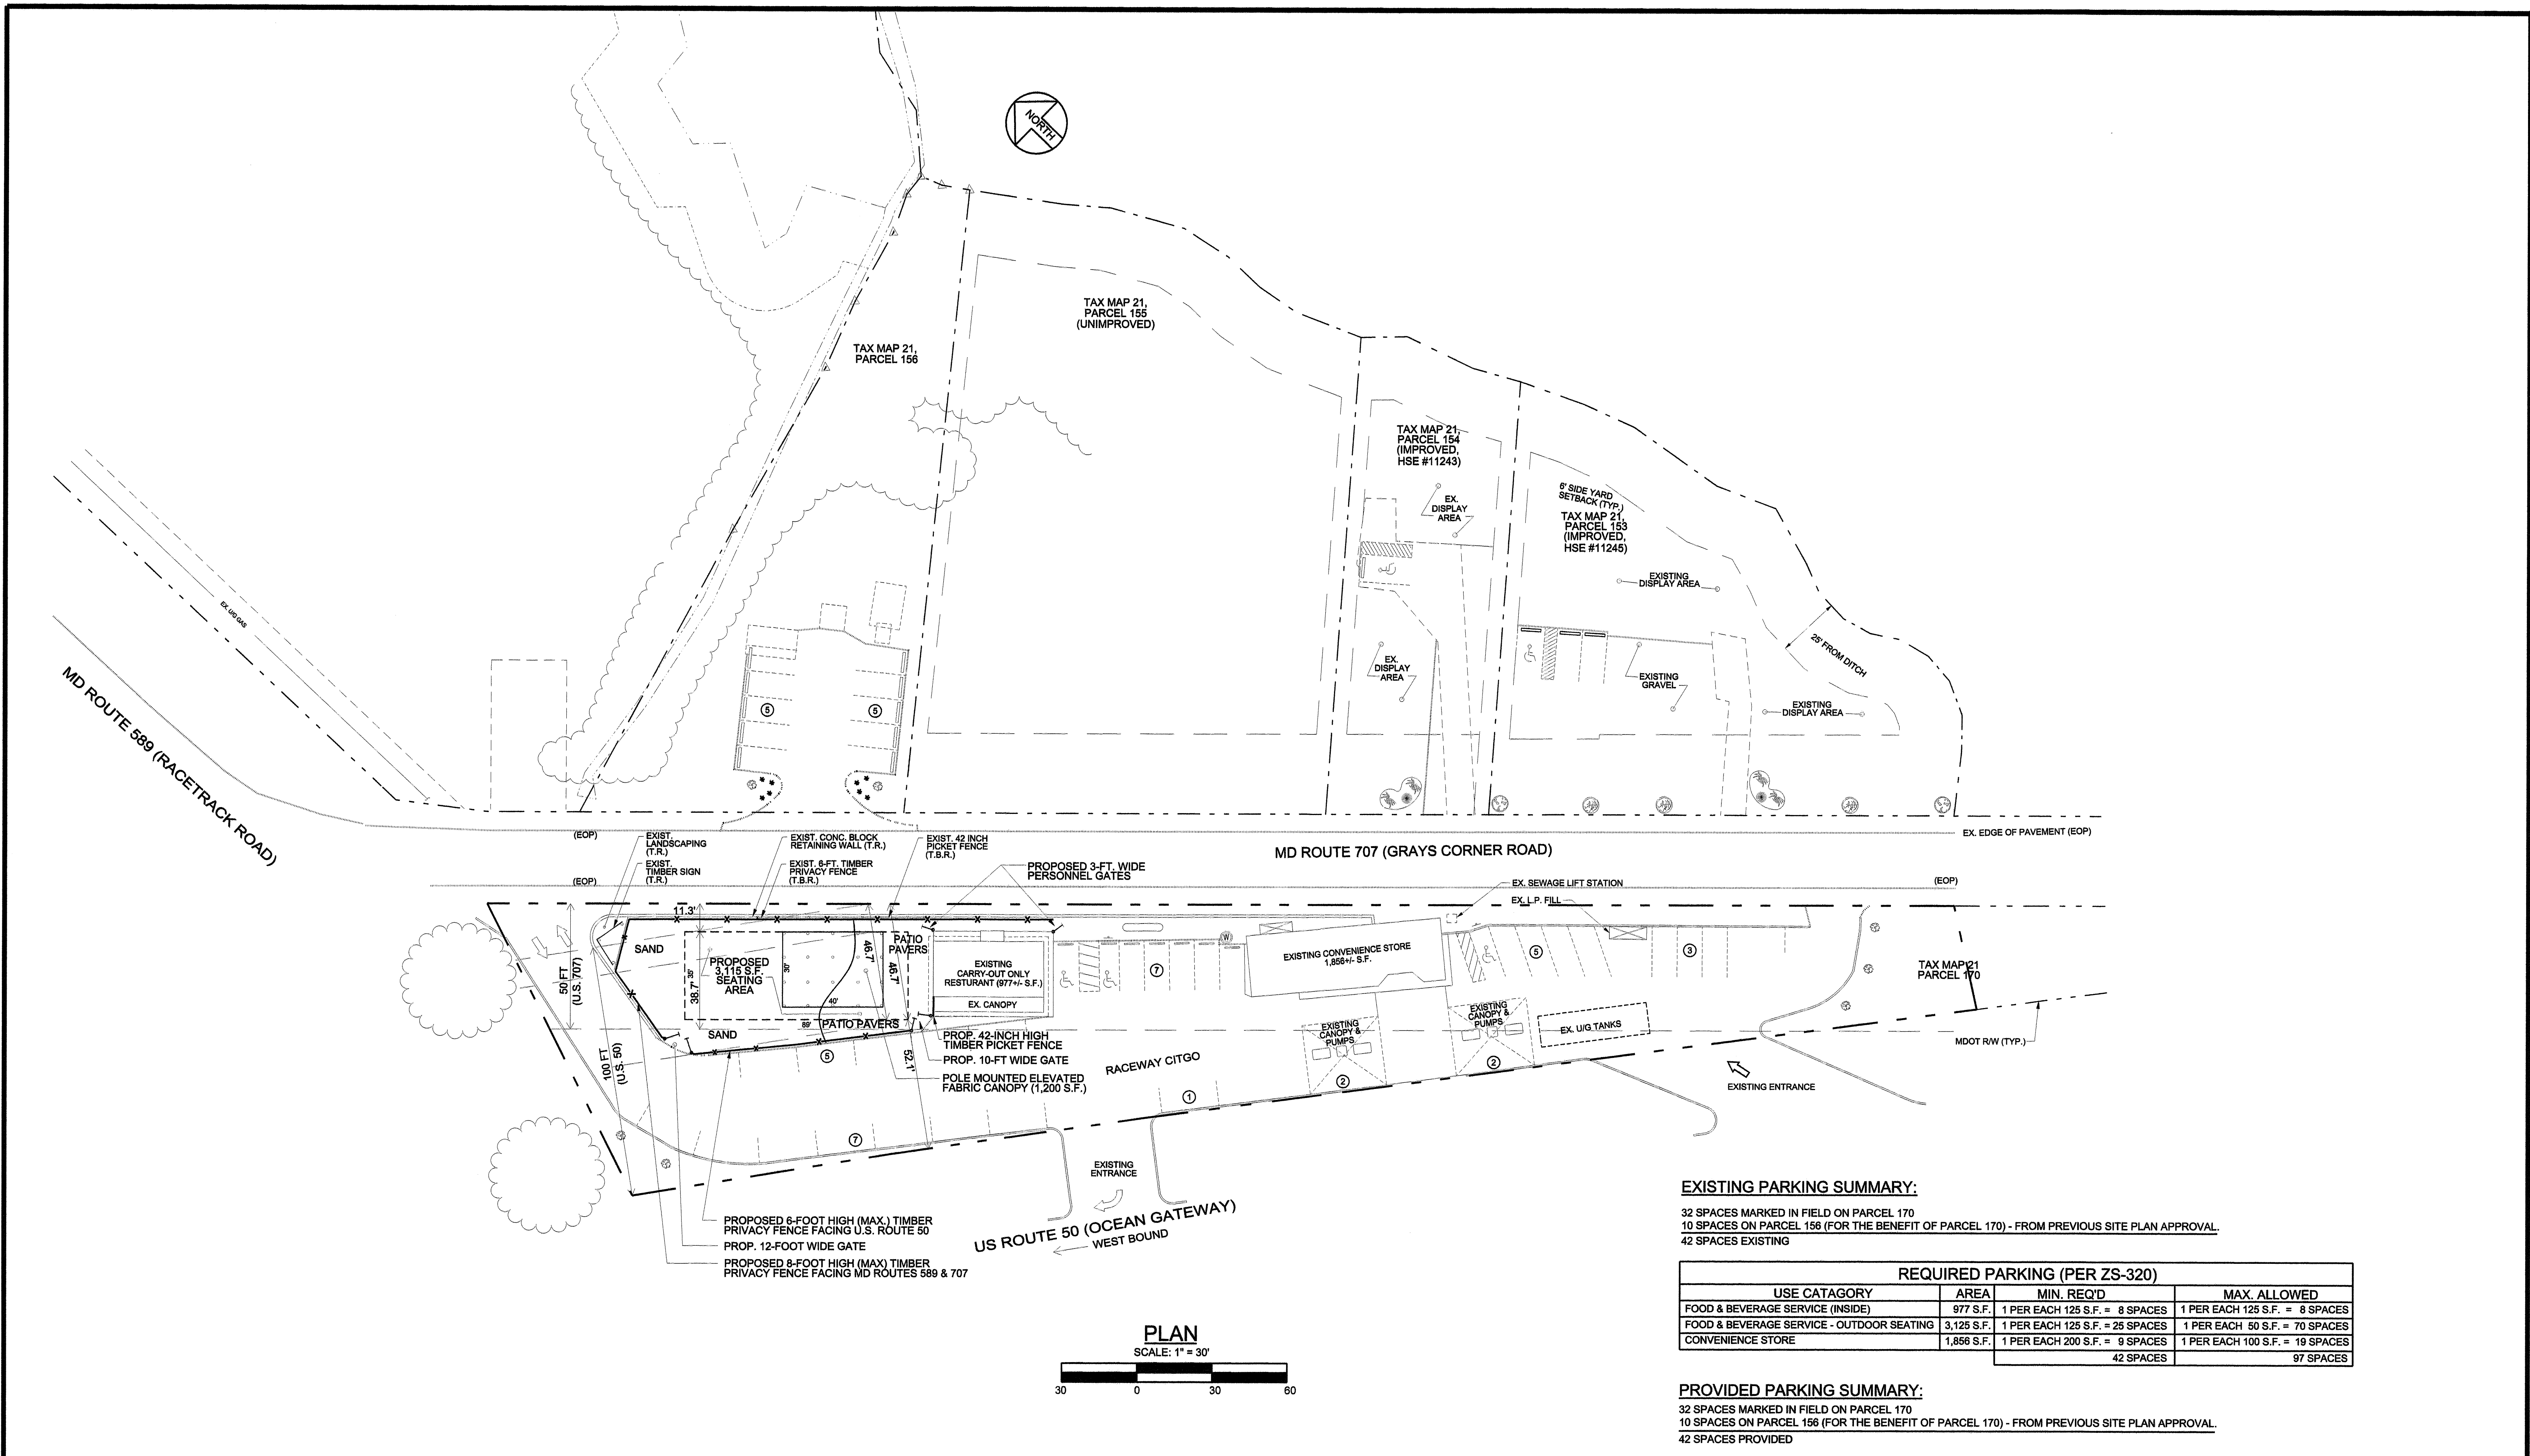 NORTH
TAX MAP 21,
PARCEL 155
(UNIMPROVED)
TAX MAP 21,
PARCEL 156
TAX MAP 21,
PARCEL 154
(IMPROVED,
HSE #11243)
EX.
DISPLAY
AREA
6' SIDE YARD
SETBACK (TYP.)
TAX MAP 21,
PARCEL 153
(IMPROVED,
HSE #11245)
EXISTING
DISPLAY AREA
EX. U/G GAS
25' FROM DITCH
EX.
DISPLAY
AREA
EXISTING
GRAVEL
EXISTING
DISPLAY AREA
5
5
MD ROUTE 589 (RACETRACK ROAD)
(EOP)
EXIST.
LANDSCAPING
(T.R.)
EXIST.
TIMBER SIGN
(T.R.)
EXIST. CONC. BLOCK
RETAINING WALL (T.R.)
EXIST. 6-FT. TIMBER
PRIVACY FENCE
(T.B.R.)
EXIST. 42 INCH
PICKET FENCE
(T.B.R.)
PROPOSED 3-FT. WIDE
PERSONNEL GATES
MD ROUTE 707 (GRAYS CORNER ROAD)
EX. EDGE OF PAVEMENT (EOP)
(EOP)
EX. SEWAGE LIFT STATION
(EOP)
EX. L.P. FILL
11.3'
50 FT
(U.S. 707)
SAND
PROPOSED
3,115 S.F.
SEATING
AREA
38.7'
35'
30'
40'
89'
46.7'
46.7'
PATIO
PAVERS
EXISTING
CARRY-OUT ONLY
RESTURANT (977+/- S.F.)
EX. CANOPY
7
W
EXISTING CONVENIENCE STORE
1,856+/- S.F.
5
3
TAX MAP 21
PARCEL 170
SAND
PATIO PAVERS
5
52.1'
100 FT
(U.S. 50)
PROP. 42-INCH HIGH
TIMBER PICKET FENCE
PROP. 10-FT WIDE GATE
POLE MOUNTED ELEVATED
FABRIC CANOPY (1,200 S.F.)
RACEWAY CITGO
EXISTING
CANOPY &
PUMPS
EXISTING
CANOPY &
PUMPS
EX. U/G TANKS
MDOT R/W (TYP.)
2
2
1
7
EXISTING ENTRANCE
EXISTING
ENTRANCE
US ROUTE 50 (OCEAN GATEWAY)
WEST BOUND
PROPOSED 6-FOOT HIGH (MAX.) TIMBER
PRIVACY FENCE FACING U.S. ROUTE 50
PROP. 12-FOOT WIDE GATE
PROPOSED 8-FOOT HIGH (MAX) TIMBER
PRIVACY FENCE FACING MD ROUTES 589 & 707
PLAN
SCALE: 1" = 30'
30 0 30 60
EXISTING PARKING SUMMARY:
32 SPACES MARKED IN FIELD ON PARCEL 170
10 SPACES ON PARCEL 156 (FOR THE BENEFIT OF PARCEL 170) - FROM PREVIOUS SITE PLAN APPROVAL.
42 SPACES EXISTING
REQUIRED PARKING (PER ZS-320)
USE CATAGORY AREA MIN. REQ'D MAX. ALLOWED
FOOD & BEVERAGE SERVICE (INSIDE) 977 S.F. 1 PER EACH 125 S.F. = 8 SPACES 1 PER EACH 125 S.F. = 8 SPACES
FOOD & BEVERAGE SERVICE - OUTDOOR SEATING 3,125 S.F. 1 PER EACH 125 S.F. = 25 SPACES 1 PER EACH 50 S.F. = 70 SPACES
CONVENIENCE STORE 1,856 S.F. 1 PER EACH 200 S.F. = 9 SPACES 1 PER EACH 100 S.F. = 19 SPACES
42 SPACES 97 SPACES
PROVIDED PARKING SUMMARY:
32 SPACES MARKED IN FIELD ON PARCEL 170
10 SPACES ON PARCEL 156 (FOR THE BENEFIT OF PARCEL 170) - FROM PREVIOUS SITE PLAN APPROVAL.
42 SPACES PROVIDED